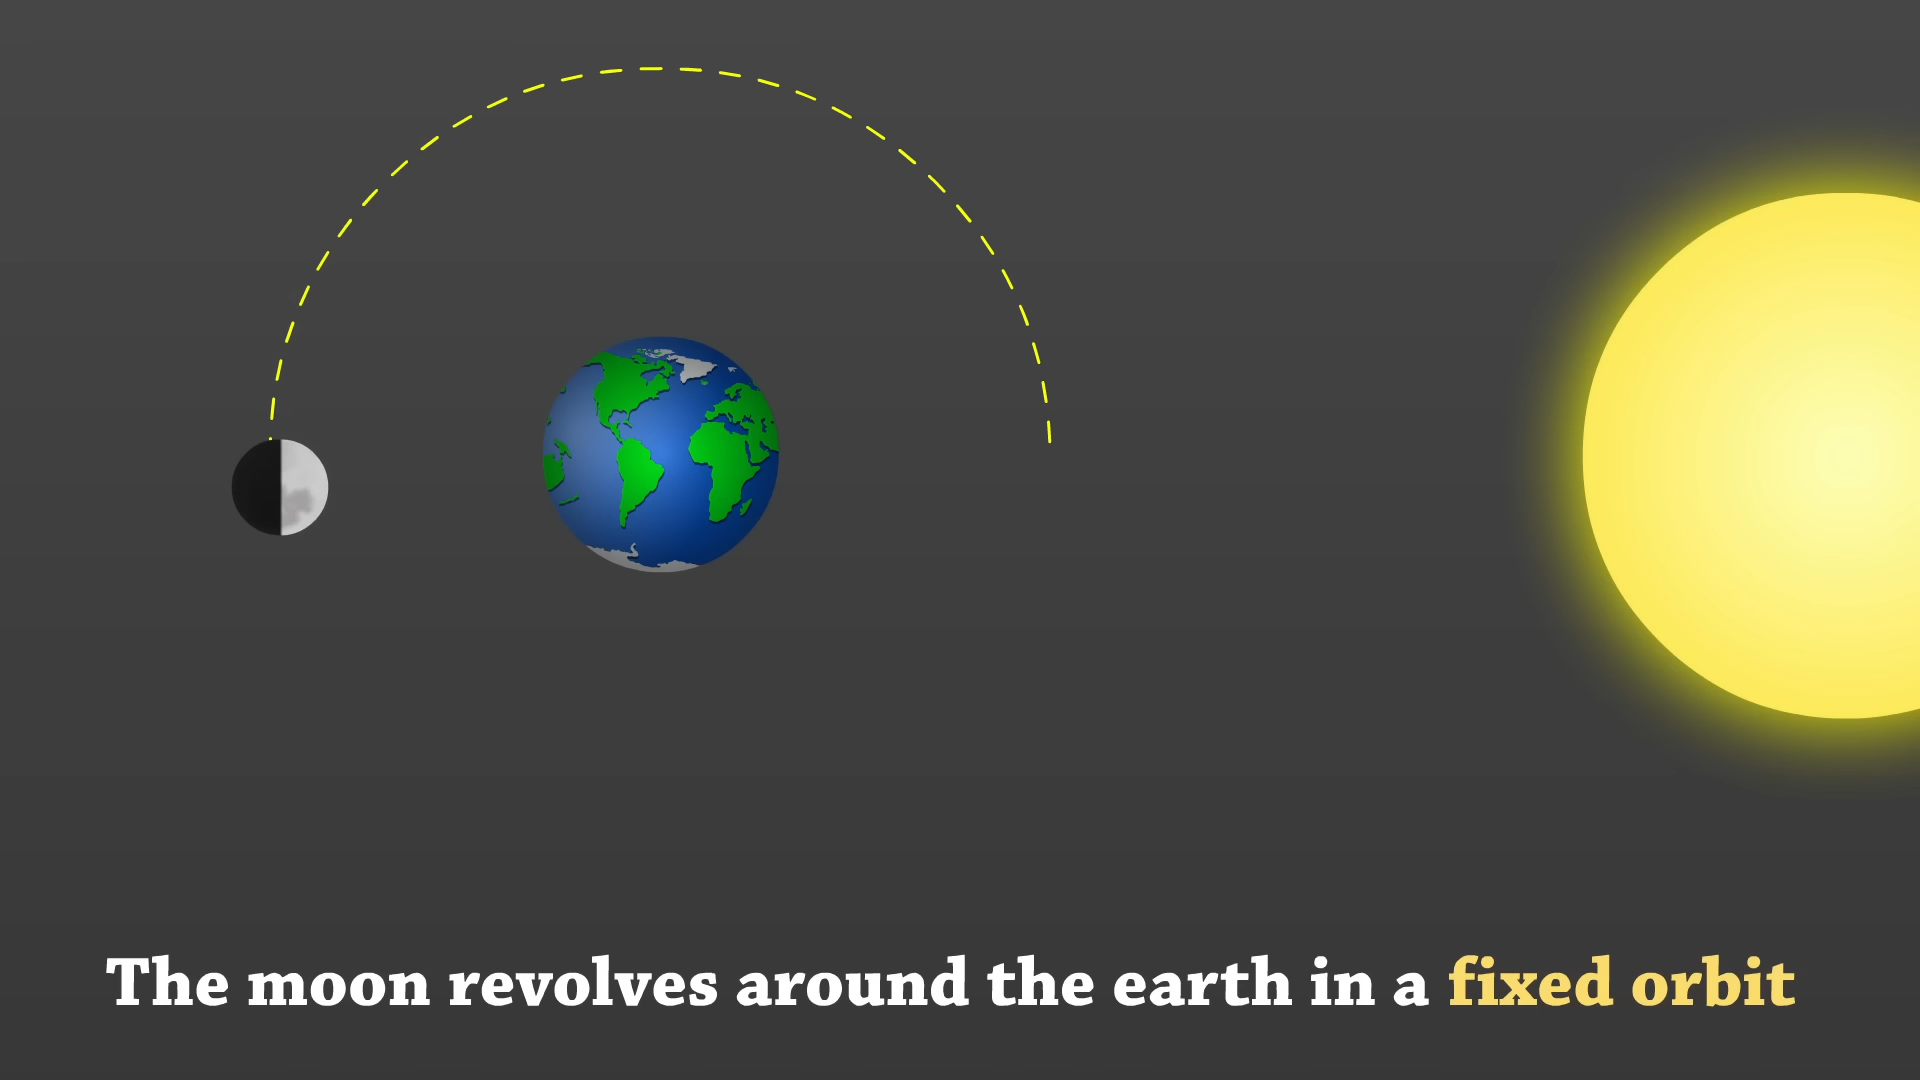 The moon revolves around the earth in a fixed orbit